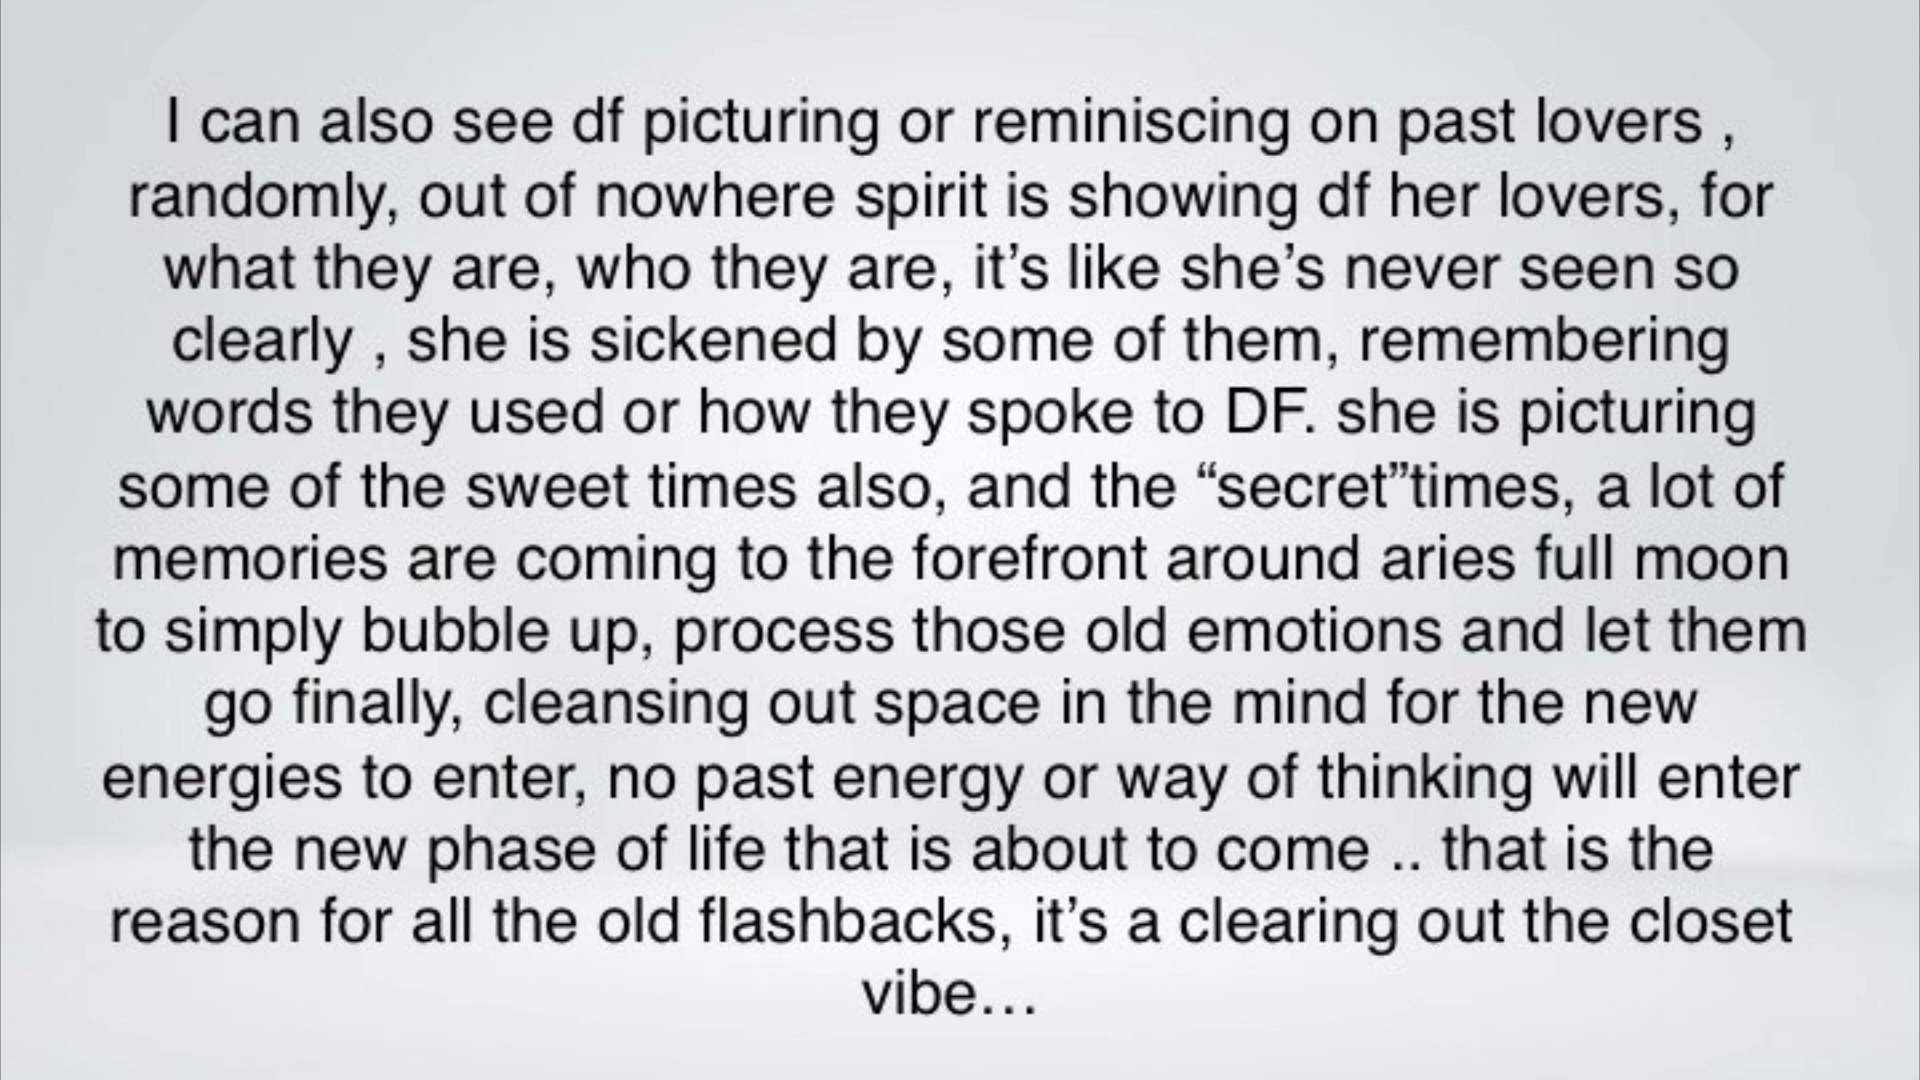 I can also see df picturing or reminiscing on past lovers ,
randomly, out of nowhere spirit is showing df her lovers, for
what they are, who they are, it’s like she’s never seen so
clearly , she is sickened by some of them, remembering
words they used or how they spoke to DF. she is picturing
some of the sweet times also, and the “secret”times, a lot of
memories are coming to the forefront around aries full moon
to simply bubble up, process those old emotions and let them
go finally, cleansing out space in the mind for the new
energies to enter, no past energy or way of thinking will enter
the new phase of life that is about to come .. that is the
reason for all the old flashbacks, it’s a clearing out the closet
vibe…